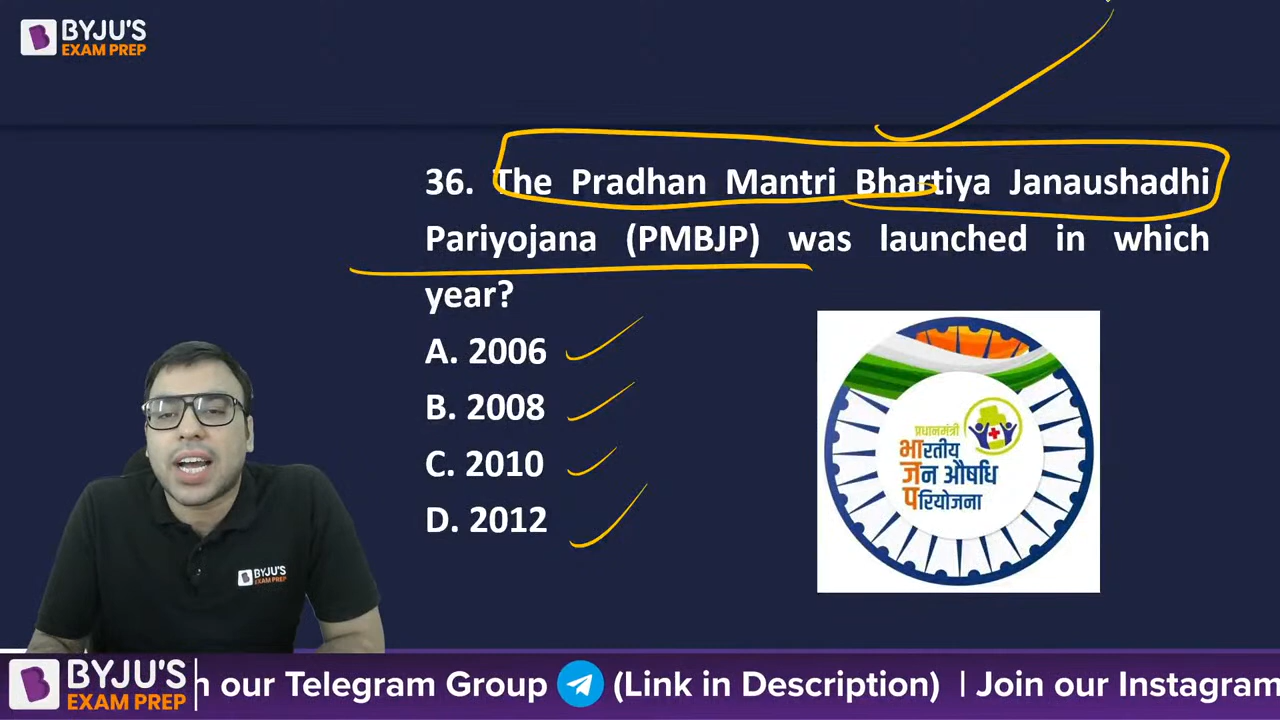 BYJU'S
EXAM PREP
36. The Pradhan Mantri Bhartiya Janaushadhi
Pariyojana (PMBJP) was launched in which
year?
A. 2006
B. 2008
C. 2010
D. 2012
प्रधानमंत्री
भारतीय
जन औषधि
परियोजना
BYJU'S
EXAM PREP
BYJU'S
EXAM PREP
n our Telegram Group (Link in Description) | Join our Instagram